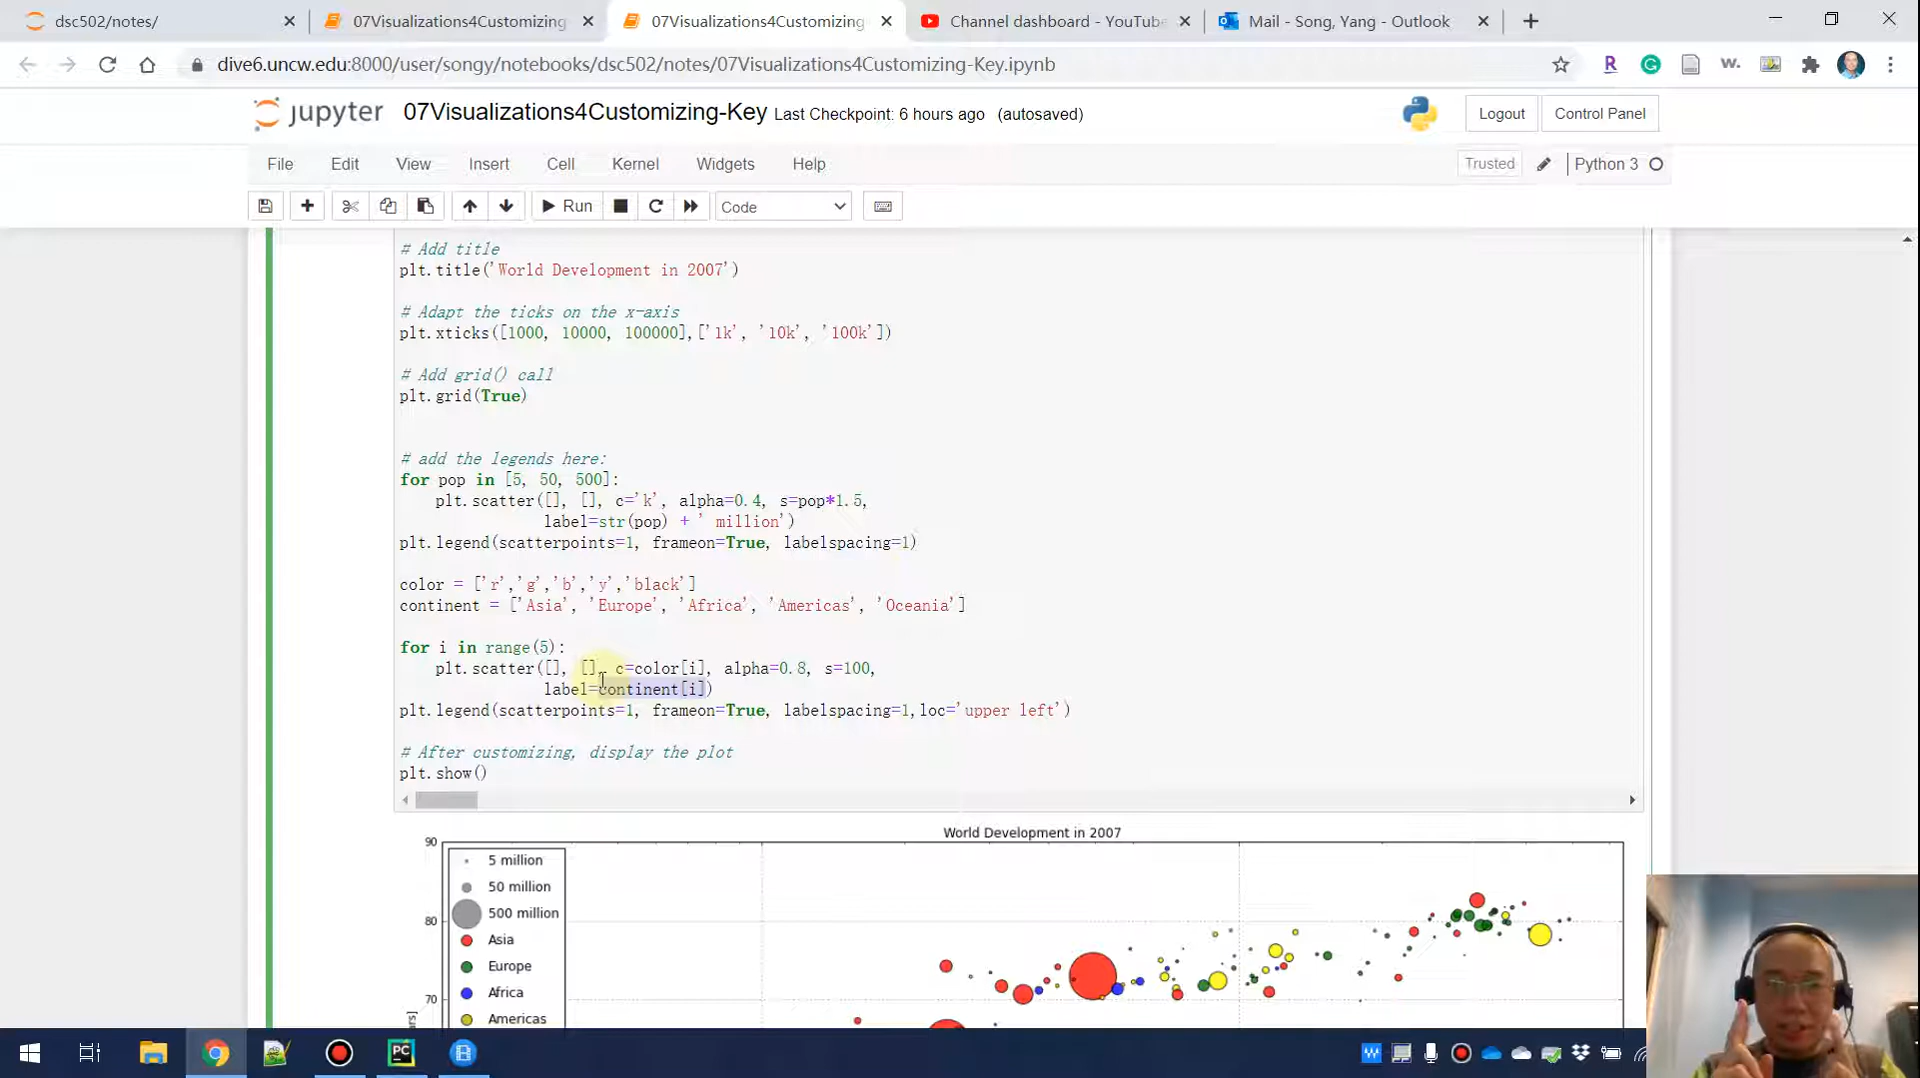 dsc502/notes/
07Visualizations4Customizing
07Visualizations4Customizing
Channel dashboard - YouTube
Mail - Song, Yang - Outlook
dive6.uncw.edu:8000/user/songy/notebooks/dsc502/notes/07Visualizations4Customizing-Key.ipynb
jupyter 07Visualizations4Customizing-Key Last Checkpoint: 6 hours ago (autosaved)
Logout Control Panel
File Edit View Insert Cell Kernel Widgets Help
Trusted Python 3
Run Code
# Add title
plt.title('World Development in 2007')
# Adapt the ticks on the x-axis
plt.xticks([1000, 10000, 100000],['1k', '10k', '100k'])
# Add grid() call
plt.grid(True)
# add the legends here:
for pop in [5, 50, 500]:
plt.scatter([], [], c='k', alpha=0.4, s=pop*1.5,
label=str(pop) + ' million')
plt.legend(scatterpoints=1, frameon=True, labelspacing=1)
color = ['r','g','b','y','black']
continent = ['Asia', 'Europe', 'Africa', 'Americas', 'Oceania']
for i in range(5):
plt.scatter([], [], c=color[i], alpha=0.8, s=100,
label=continent[i])
plt.legend(scatterpoints=1, frameon=True, labelspacing=1,loc='upper left')
# After customizing, display the plot
plt.show()
World Development in 2007
90
5 million
50 million
500 million
80
Asia
Europe
Africa
70
Americas